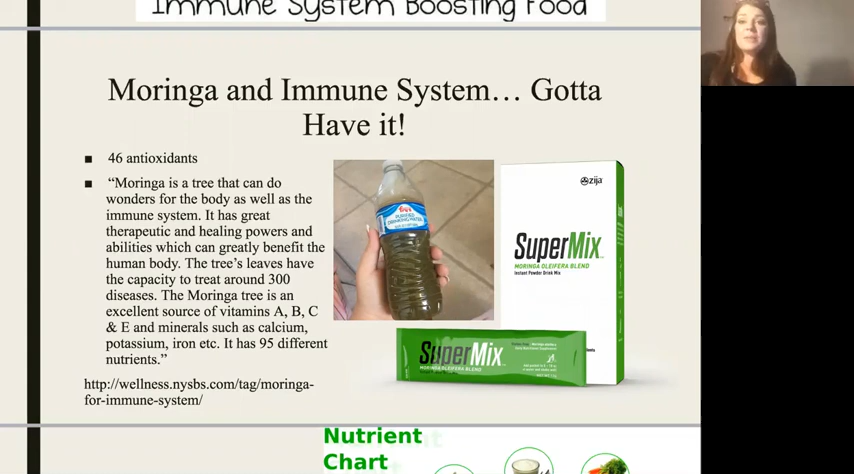 Immune System Boosting Food
Moringa and Immune System… Gotta
Have it!
■ 46 antioxidants
■ “Moringa is a tree that can do
wonders for the body as well as the
immune system. It has great
therapeutic and healing powers and
abilities which can greatly benefit the
human body. The tree’s leaves have
the capacity to treat around 300
diseases. The Moringa tree is an
excellent source of vitamins A, B, C
& E and minerals such as calcium,
potassium, iron etc. It has 95 different
nutrients.”
http://wellness.nysbs.com/tag/moringa-
for-immune-system/
PURIFIED
DRINKING WATER
zija
SuperMix
MORINGA OLEIFERA BLEND
Instant Powder Drink Mix
SuperMix
MORINGA OLEIFERA BLEND
Nutrient
Chart